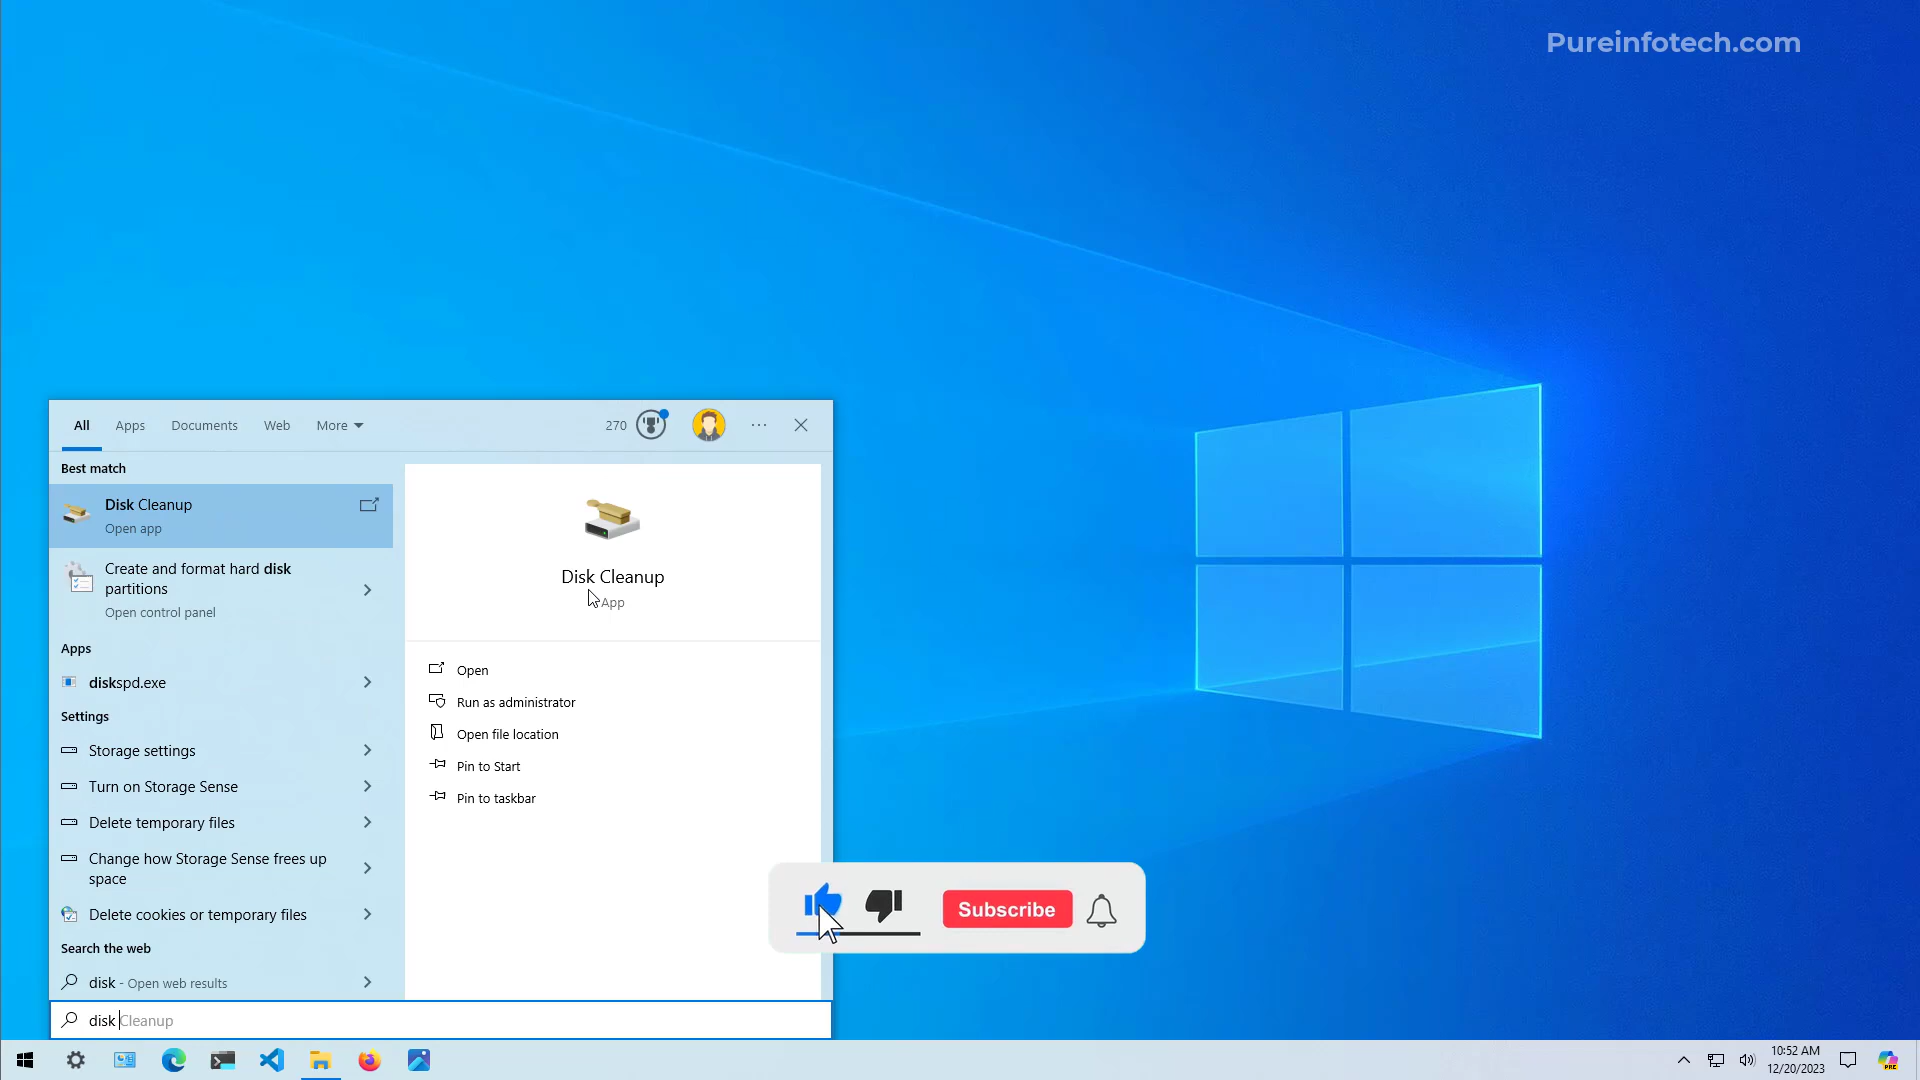 Pureinfotech.com
All Apps Documents Web More 270 ...
Best match
Disk Cleanup
Open app
Create and format hard disk
partitions
Open control panel
Apps
diskspd.exe
Settings
Storage settings
Turn on Storage Sense
Delete temporary files
Change how Storage Sense frees up
space
Delete cookies or temporary files
Search the web
disk - Open web results
disk Cleanup
Disk Cleanup
App
Open
Run as administrator
Open file location
Pin to Start
Pin to taskbar
Subscribe
10:52 AM
12/20/2023
PRE